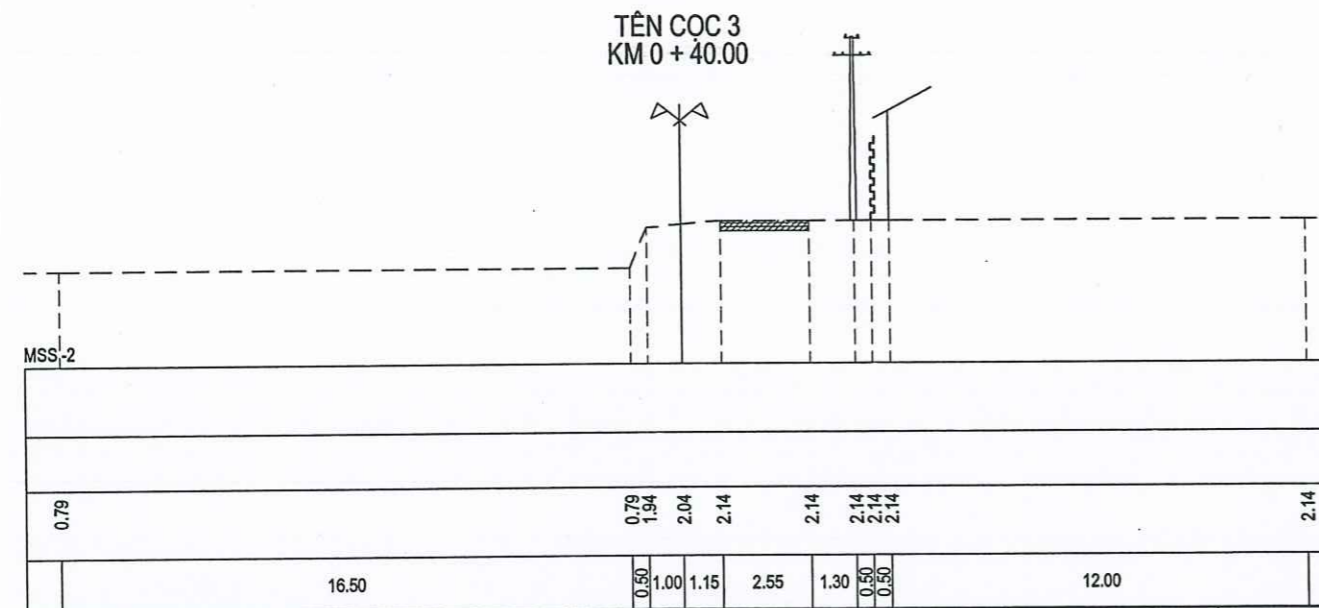 TÊN CỌC 3
KM 0 + 40.00
MSS -2
0.79 0.79 1.94 2.04 2.14 2.14 2.14 2.14 2.14 2.14
16.50 0.50 1.00 1.15 2.55 1.30 0.50 0.50 12.00